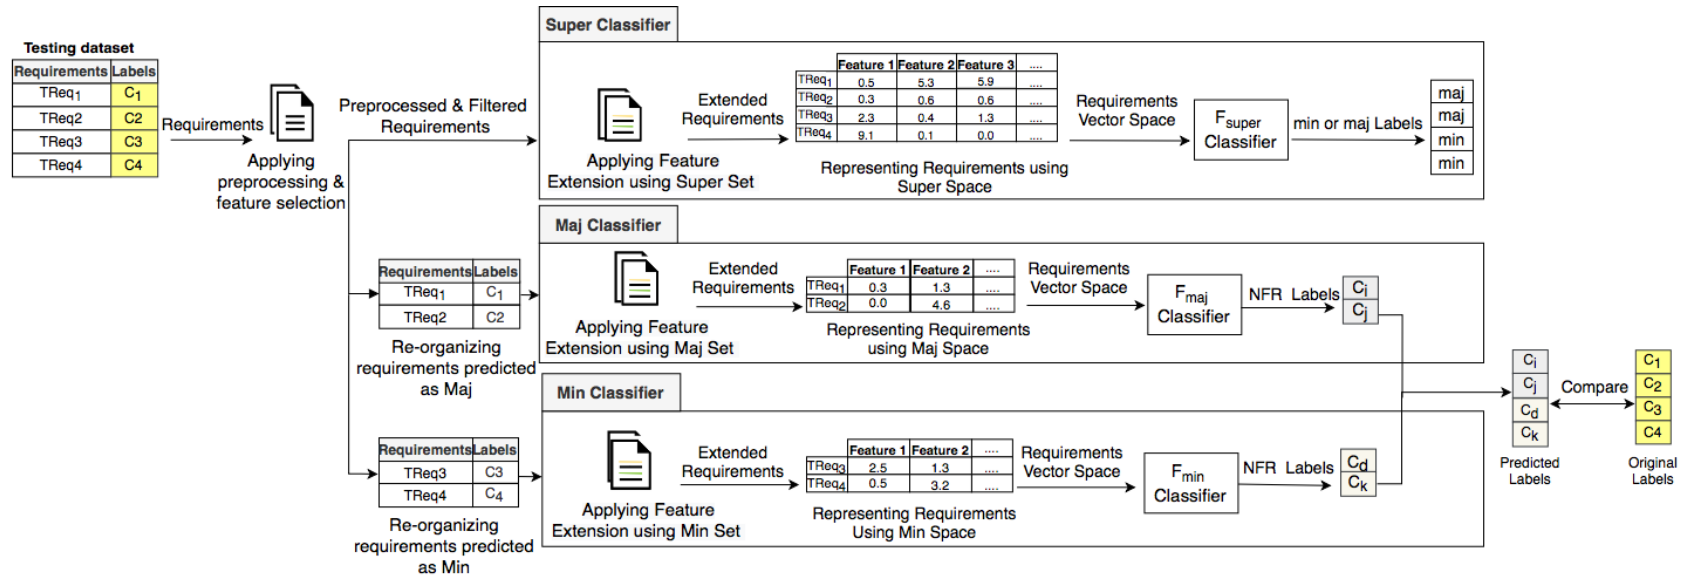 Testing dataset
Requirements Labels
TReq1 C1
TReq2 C2
TReq3 C3
TReq4 C4
Requirements
Applying
preprocessing &
feature selection
Preprocessed & Filtered
Requirements
Super Classifier
Applying Feature
Extension using Super Set
Extended
Requirements
Feature 1 Feature 2 Feature 3 ....
TReq1 0.5 5.3 5.9 ....
TReq2 0.3 0.6 0.6 ....
TReq3 2.3 0.4 1.3 ....
TReq4 9.1 0.1 0.0 ....
Representing Requirements using
Super Space
Requirements
Vector Space
Fsuper
Classifier
min or maj Labels
maj
maj
min
min
Requirements Labels
TReq1 C1
TReq2 C2
Re-organizing
requirements predicted
as Maj
Maj Classifier
Applying Feature
Extension using Maj Set
Extended
Requirements
Feature 1 Feature 2 ....
TReq1 0.3 1.3 ....
TReq2 0.0 4.6 ....
Representing Requirements
using Maj Space
Requirements
Vector Space
Fmaj
Classifier
NFR Labels
Ci
Cj
Requirements Labels
TReq3 C3
TReq4 C4
Re-organizing
requirements predicted
as Min
Min Classifier
Applying Feature
Extension using Min Set
Extended
Requirements
Feature 1 Feature 2 ....
TReq3 2.5 1.3 ....
TReq4 0.5 3.2 ....
Representing Requirements
Using Min Space
Requirements
Vector Space
Fmin
Classifier
NFR Labels
Cd
Ck
Ci
Cj
Cd
Ck
Predicted
Labels
Compare
C1
C2
C3
C4
Original
Labels